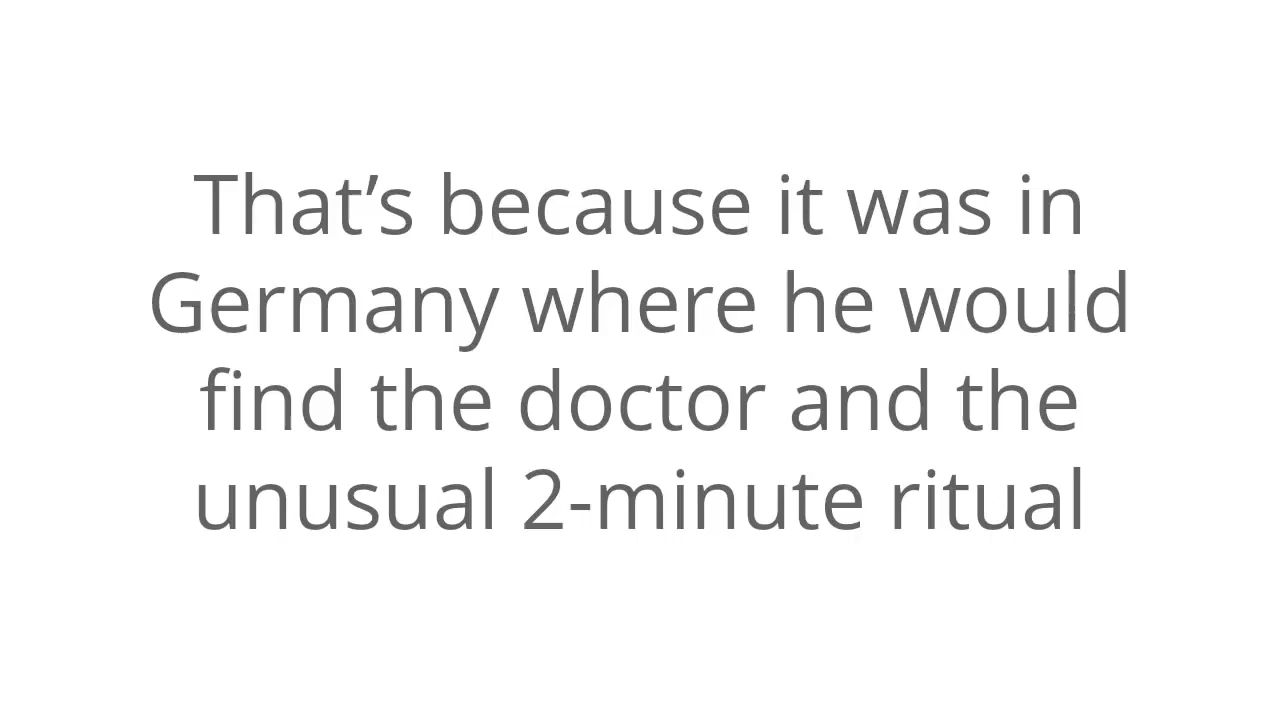 That’s because it was in
Germany where he would
find the doctor and the
unusual 2-minute ritual